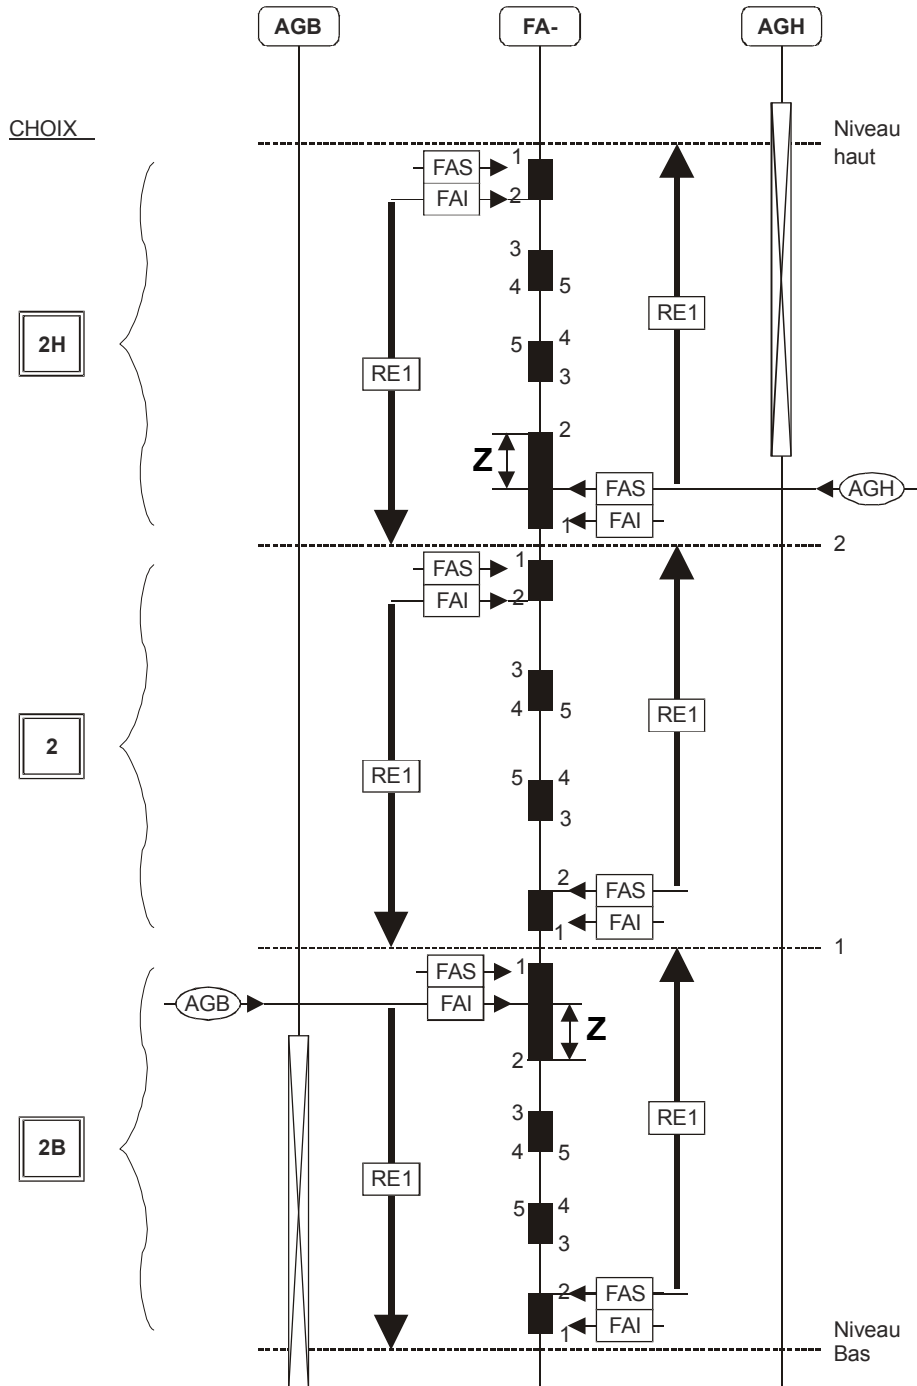 AGB FA- AGH
CHOIX
Niveau
haut
FAS 1
FAI 2
3
4 5
RE1
2H
5 4
3
RE1
2
Z
FAS AGH
1 FAI
2
FAS 1
FAI 2
3
4 5
RE1
2
5 4
3
RE1
2 FAS
1 FAI
1
FAS 1
AGB FAI
Z
2
3
4 5
RE1
2B
RE1
5 4
3
2 FAS
1 FAI
Niveau
Bas